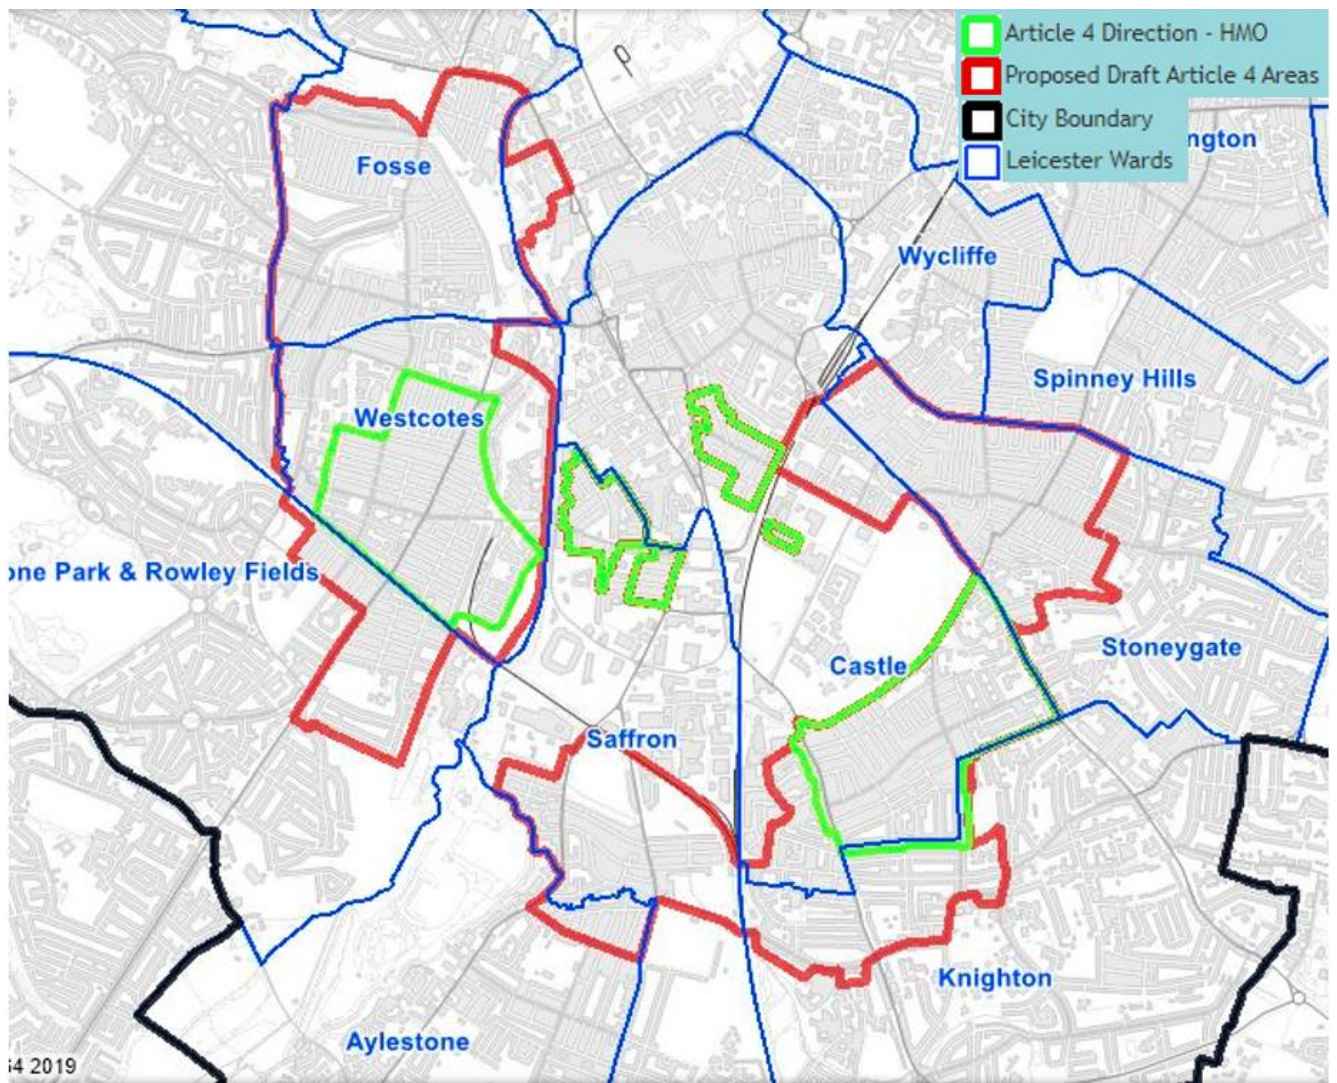 Article 4 Direction - HMO
Proposed Draft Article 4 Areas
City Boundary
Leicester Wards
ngton
Fosse
Wycliffe
Spinney Hills
Westcotes
one Park & Rowley Fields
Stoneygate
Castle
Saffron
Knighton
Aylestone
4 2019